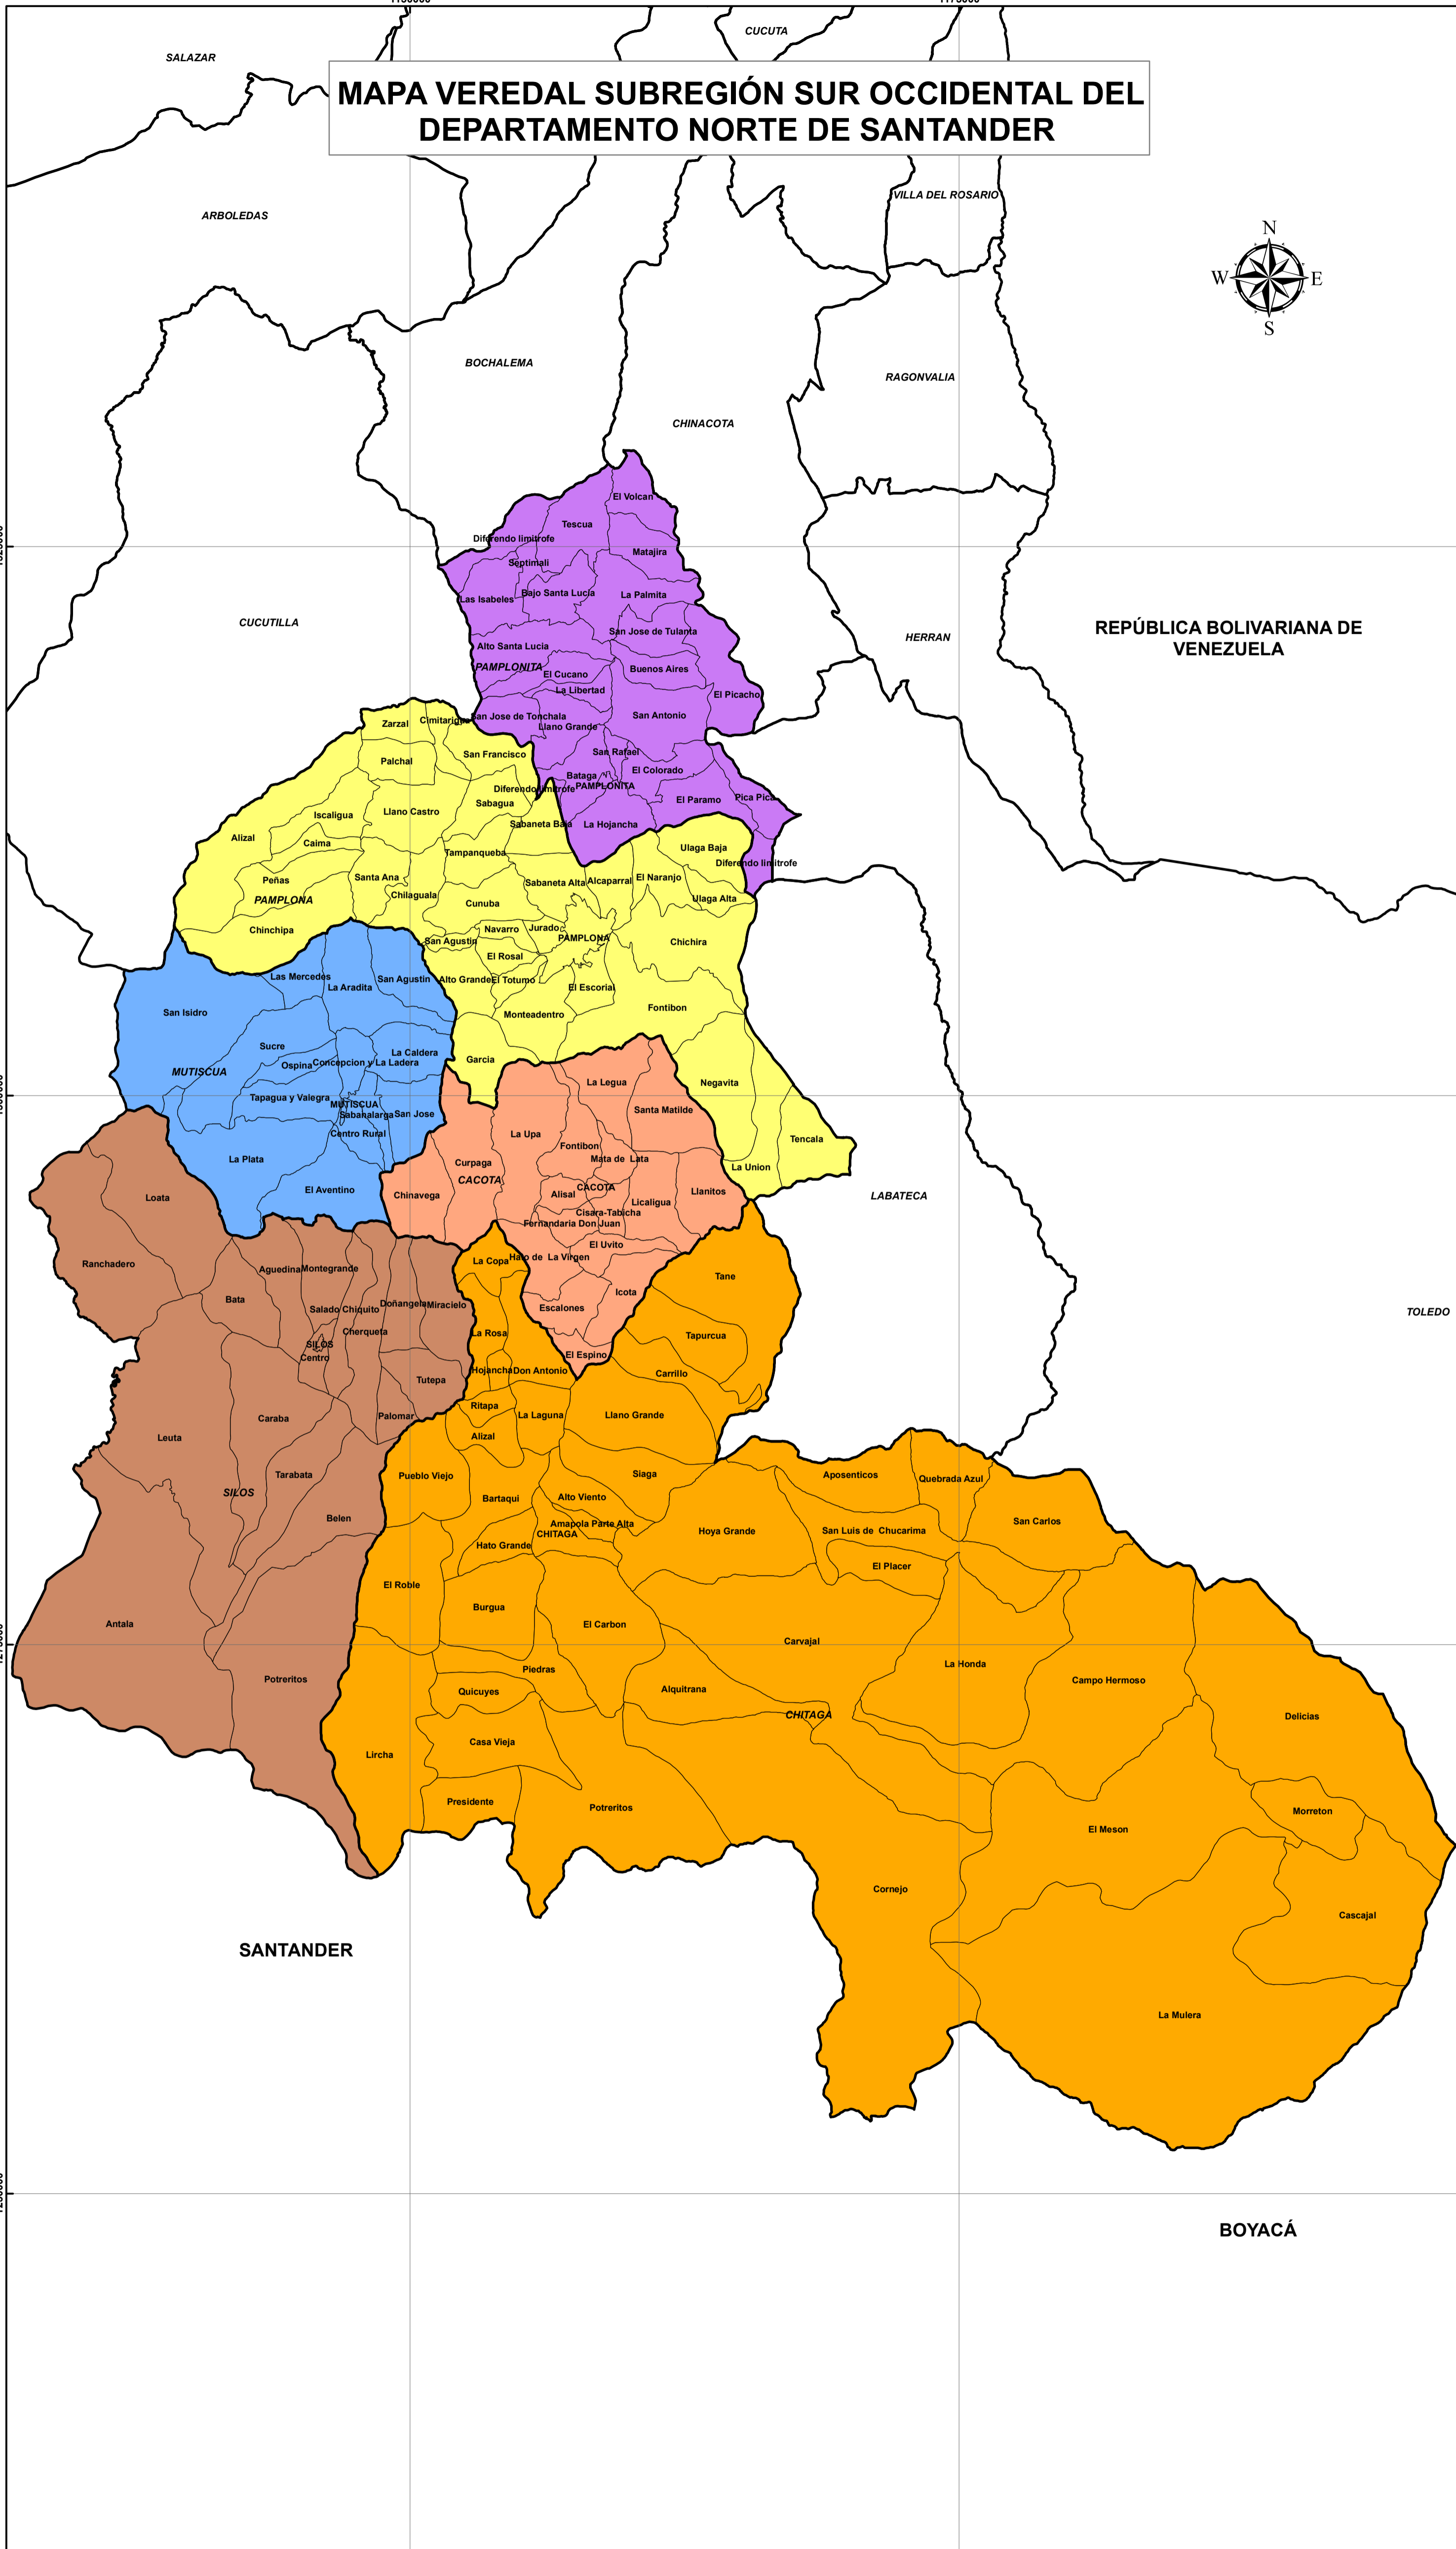 CUCUTA
SALAZAR
MAPA VEREDAL SUBREGIÓN SUR OCCIDENTAL DEL
DEPARTAMENTO NORTE DE SANTANDER
VILLA DEL ROSARIO
ARBOLEDAS
N
W
E
S
BOCHALEMA
RAGONVALIA
CHINACOTA
El Volcan
Tescua
Diferendo limitrofe
Matajira
Septimali
Bajo Santa Lucia
La Palmita
Las Isabeles
CUCUTILLA
San Jose de Tulanta
HERRAN
REPÚBLICA BOLIVARIANA DE
VENEZUELA
Alto Santa Lucia
PAMPLONITA
Buenos Aires
El Cucano
La Libertad
El Picacho
San Jose de Tonchala
San Antonio
Zarzal
Llano Grande
San Francisco
San Rafael
Palchal
El Colorado
Bataga
PAMPLONITA
Diferendo limitrofe
El Paramo
Pica Pica
Sabagua
Llano Castro
Iscaligua
Sabaneta Baja
La Hojancha
Alizal
Caima
Ulaga Baja
Tampanqueba
Diferendo limitrofe
Peñas
Santa Ana
Sabaneta Alta
Alcaparral
El Naranjo
Chilaguala
PAMPLONA
Cunuba
Ulaga Alta
Chinchipa
Navarro
Jurado
PAMPLONA
San Agustin
Chichira
El Rosal
Las Mercedes
San Agustin
Alto Grande
El Totumo
La Aradita
El Escorial
San Isidro
Fontibon
Monteadentro
Sucre
La Caldera
Garcia
Ospina
Concepcion y La Ladera
MUTISCUA
La Legua
Negavita
Tapagua y Valegra
MUTISCUA
Santa Matilde
Sabanalarga
San Jose
Centro Rural
La Upa
Tencala
Fontibon
La Plata
Mata de Lata
Curpaga
La Union
CACOTA
El Aventino
CACOTA
Chinavega
Alisal
Llanitos
LABATECA
Loata
Licaligua
Cisara-Tabicha
Fernandaria
Don Juan
El Uvito
Hato de La Virgen
La Copa
Ranchadero
Aguedina
Montegrande
Tane
Icota
Bata
Doñangela
Miracielo
Salado Chiquito
Escalones
TOLEDO
Cherqueta
La Rosa
Tapurcua
SILOS
Centro
El Espino
Hojancha
Don Antonio
Carrillo
Tutepa
Ritapa
Palomar
La Laguna
Llano Grande
Caraba
Leuta
Alizal
Tarabata
Pueblo Viejo
Siaga
Aposenticos
Quebrada Azul
SILOS
Bartaqui
Alto Viento
Belen
Amapola Parte Alta
CHITAGA
Hoya Grande
San Luis de Chucarima
San Carlos
Hato Grande
El Placer
El Roble
Burgua
Antala
El Carbon
Carvajal
La Honda
Piedras
Potreritos
Campo Hermoso
Quicuyes
Alquitrana
CHITAGÁ
Delicias
Casa Vieja
Lircha
Presidente
Potreritos
Morreton
El Meson
Cornejo
Cascajal
SANTANDER
La Mulera
BOYACÁ